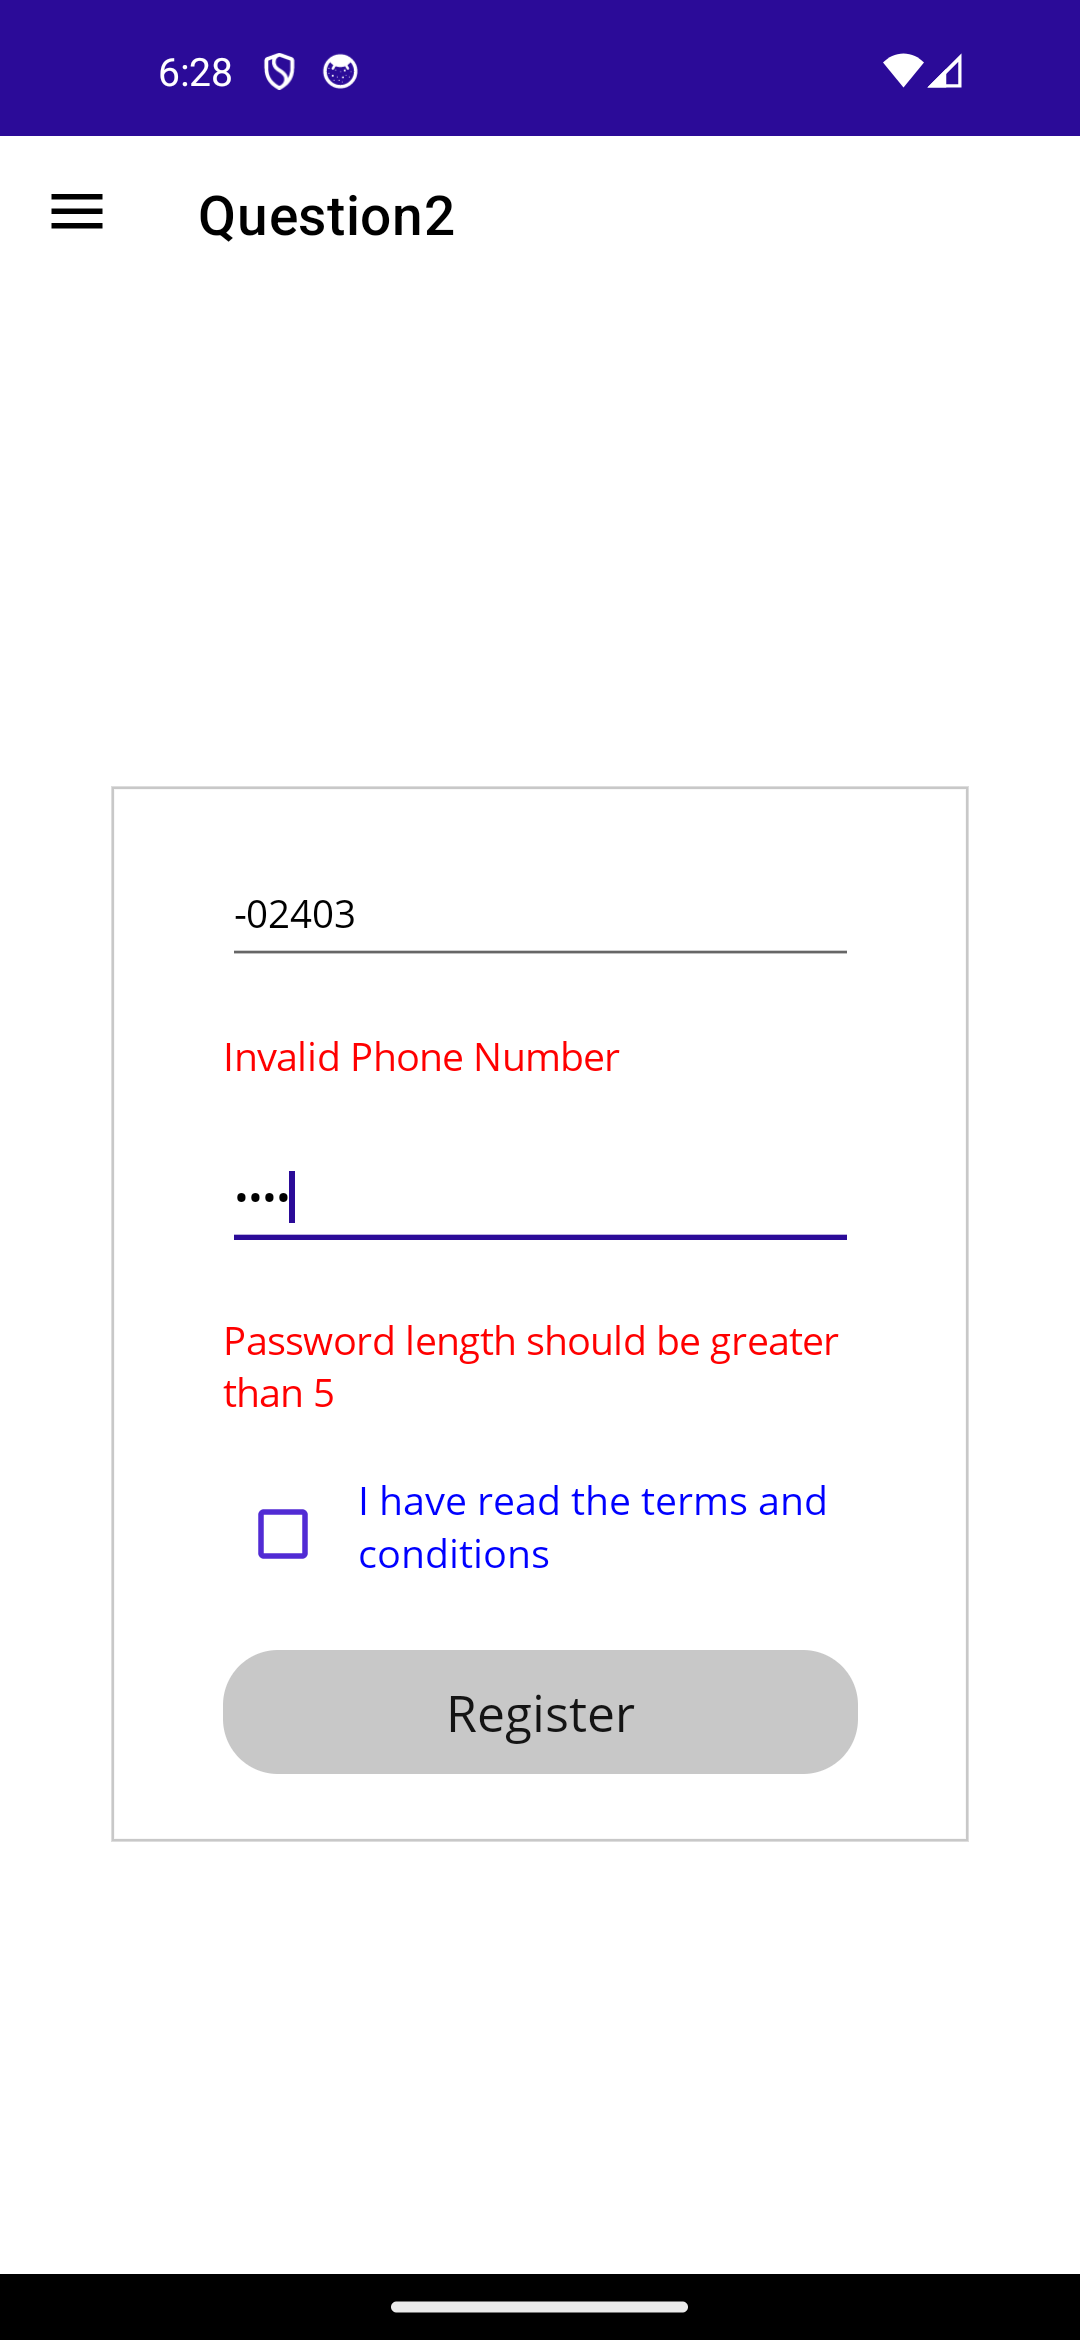 6:28
Question2
-02403
Invalid Phone Number
••••
Password length should be greater
than 5
I have read the terms and
conditions
Register